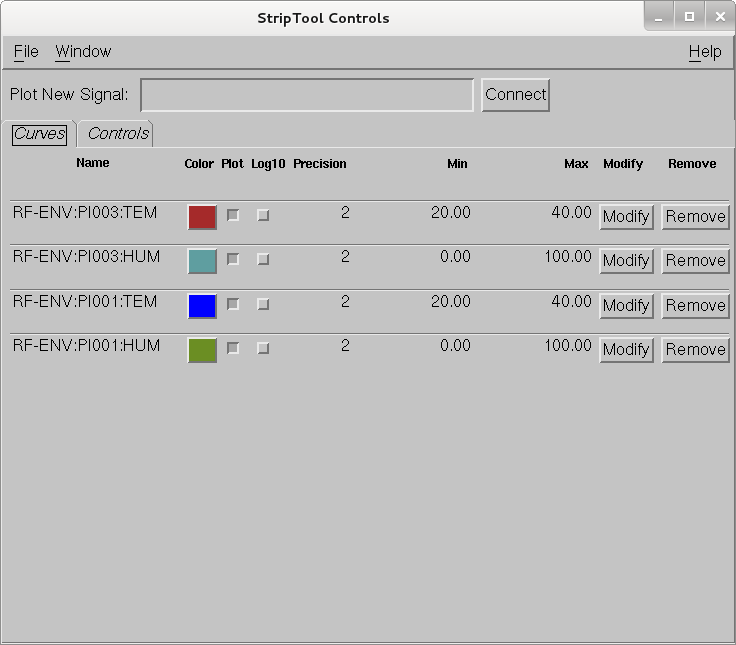 StripTool Controls
File Window Help
Plot New Signal: Connect
Curves Controls
Name Color Plot Log10 Precision Min Max Modify Remove
RF-ENV:PI003:TEM 2 20.00 40.00 Modify Remove
RF-ENV:PI003:HUM 2 0.00 100.00 Modify Remove
RF-ENV:PI001:TEM 2 20.00 40.00 Modify Remove
RF-ENV:PI001:HUM 2 0.00 100.00 Modify Remove